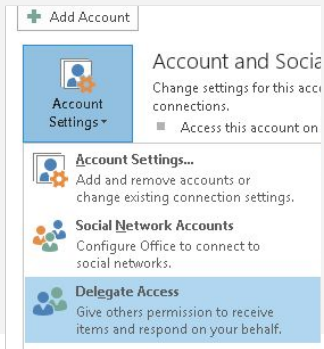 Add Account
Account and Socia
Change settings for this acc
connections.
Access this account on
Account
Settings
Account Settings...
Add and remove accounts or
change existing connection settings.
Social Network Accounts
Configure Office to connect to
social networks.
Delegate Access
Give others permission to receive
items and respond on your behalf.